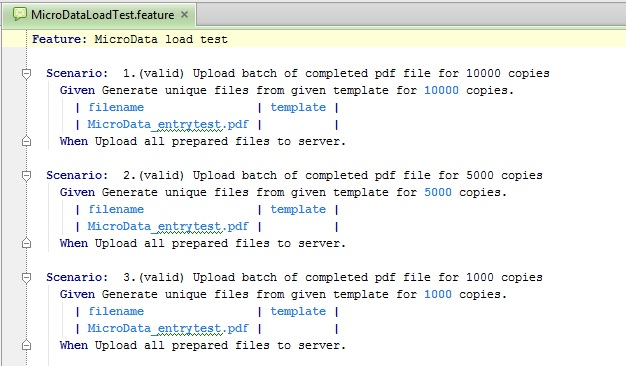 MicroDataLoadTest.feature ×
Feature: MicroData load test
Scenario: 1.(valid) Upload batch of completed pdf file for 10000 copies
Given Generate unique files from given template for 10000 copies.
| filename | template |
| MicroData_entrytest.pdf | |
When Upload all prepared files to server.
Scenario: 2.(valid) Upload batch of completed pdf file for 5000 copies
Given Generate unique files from given template for 5000 copies.
| filename | template |
| MicroData_entrytest.pdf | |
When Upload all prepared files to server.
Scenario: 3.(valid) Upload batch of completed pdf file for 1000 copies
Given Generate unique files from given template for 1000 copies.
| filename | template |
| MicroData_entrytest.pdf | |
When Upload all prepared files to server.